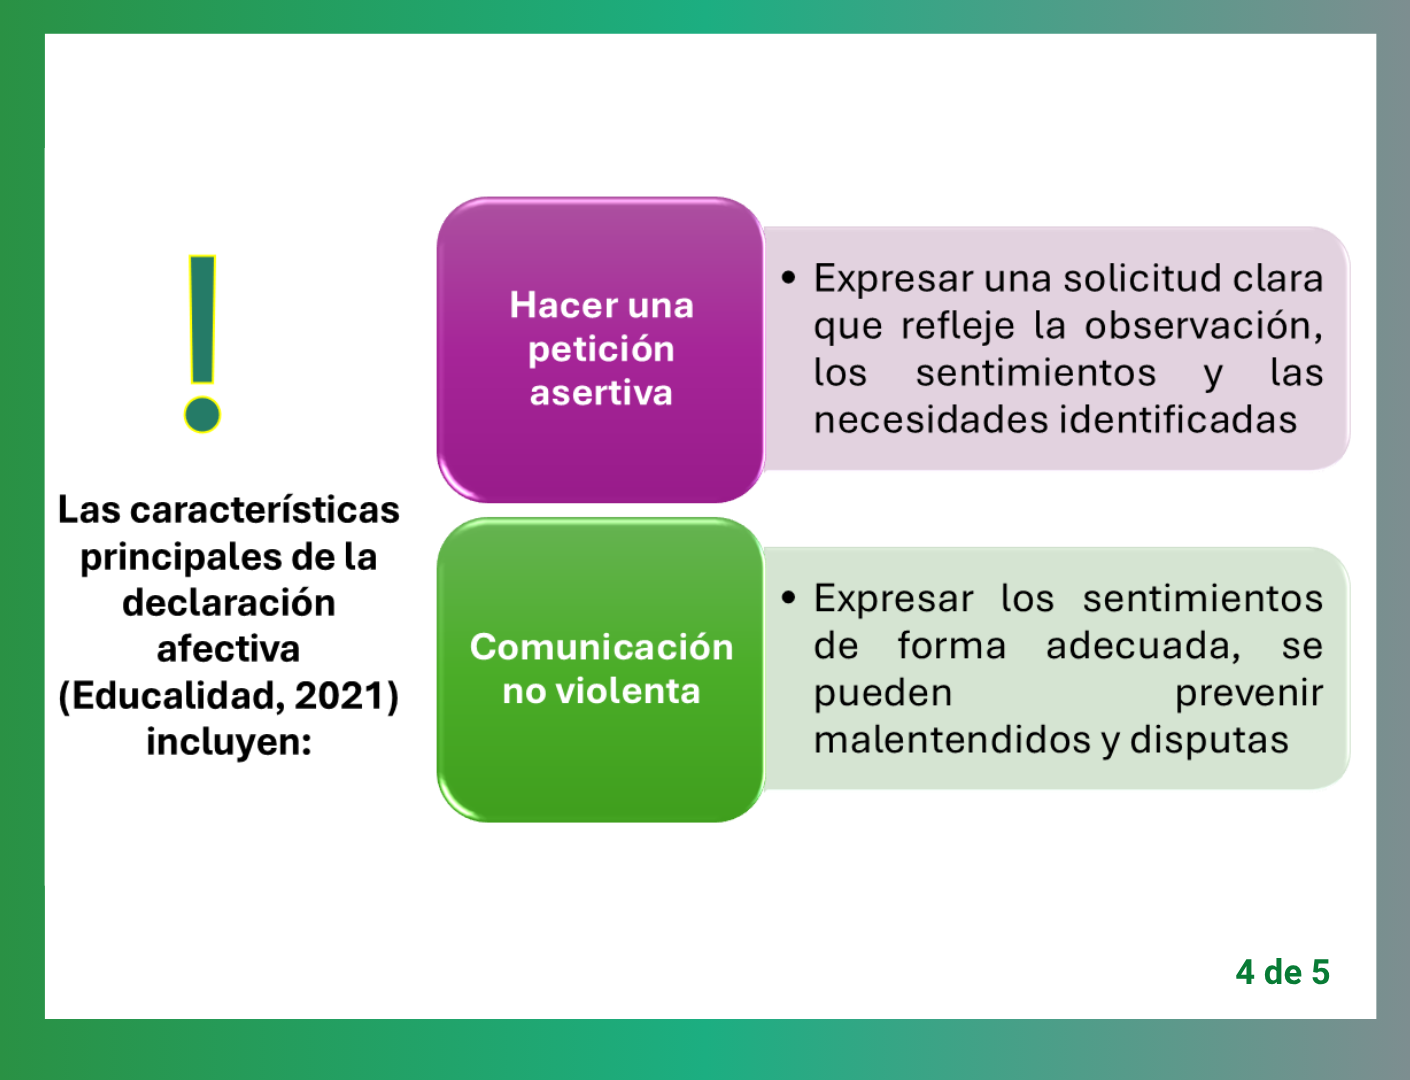 !
Las características
principales de la
declaración
afectiva
(Educalidad, 2021)
incluyen:
Hacer una
petición
asertiva
• Expresar una solicitud clara
que refleje la observación,
los sentimientos y las
necesidades identificadas
Comunicación
no violenta
• Expresar los sentimientos
de forma adecuada, se
pueden prevenir
malentendidos y disputas
4 de 5